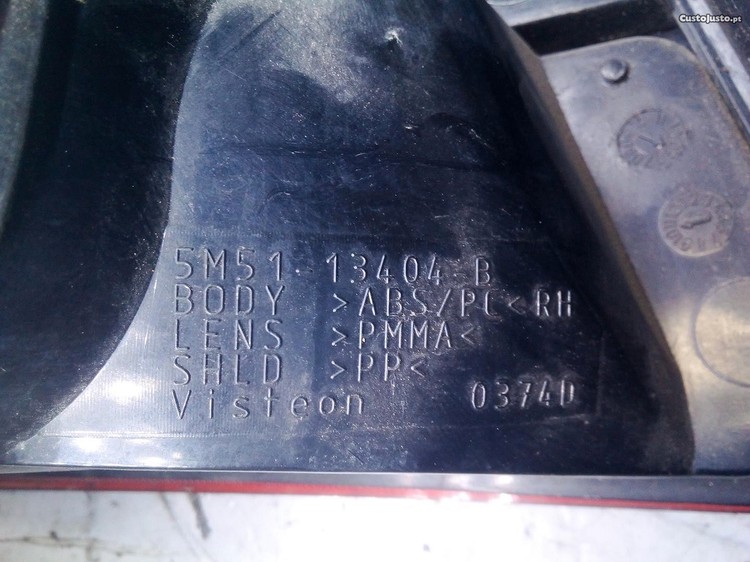 CustoJusto.pt
5M51-13404-B
BODY >ABS/PC< RH
LENS >PMMA<
SHLD >PP<
Visteon 0374D